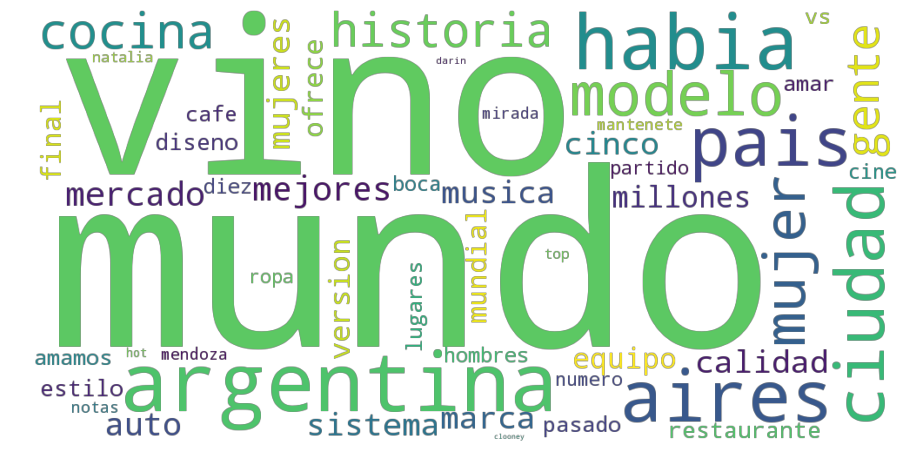 cocina
natalia
mujeres
historia
ofrece
darin
habia
vs
vino
modelo
amar
gente
final
cafe
diseno
mirada
mantenete
cinco
pais
partido
cine
mercado
diez
mejores
boca
musica
millones
mujer
ciudad
mundo
ropa
version
lugares
mundial
top
amamos
hot
mendoza
hombres
equipo
calidad
estilo
argentina
numero
aires
notas
auto
sistema
marca
clooney
pasado
restaurante